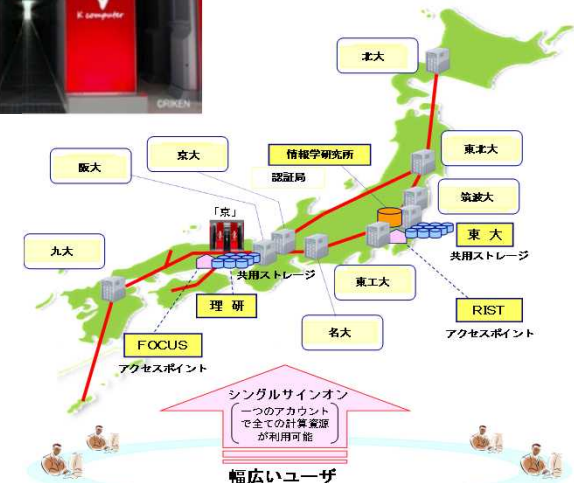 K computer
©RIKEN
北大
東北大
筑波大
情報学研究所
認証局
京大
阪大
「京」
九大
共用ストレージ
理 研
FOCUS
アクセスポイント
名大
東工大
東 大
共用ストレージ
RIST
アクセスポイント
シングルサインオン
一つのアカウント
で全ての計算資源
が利用可能
幅広いユーザ